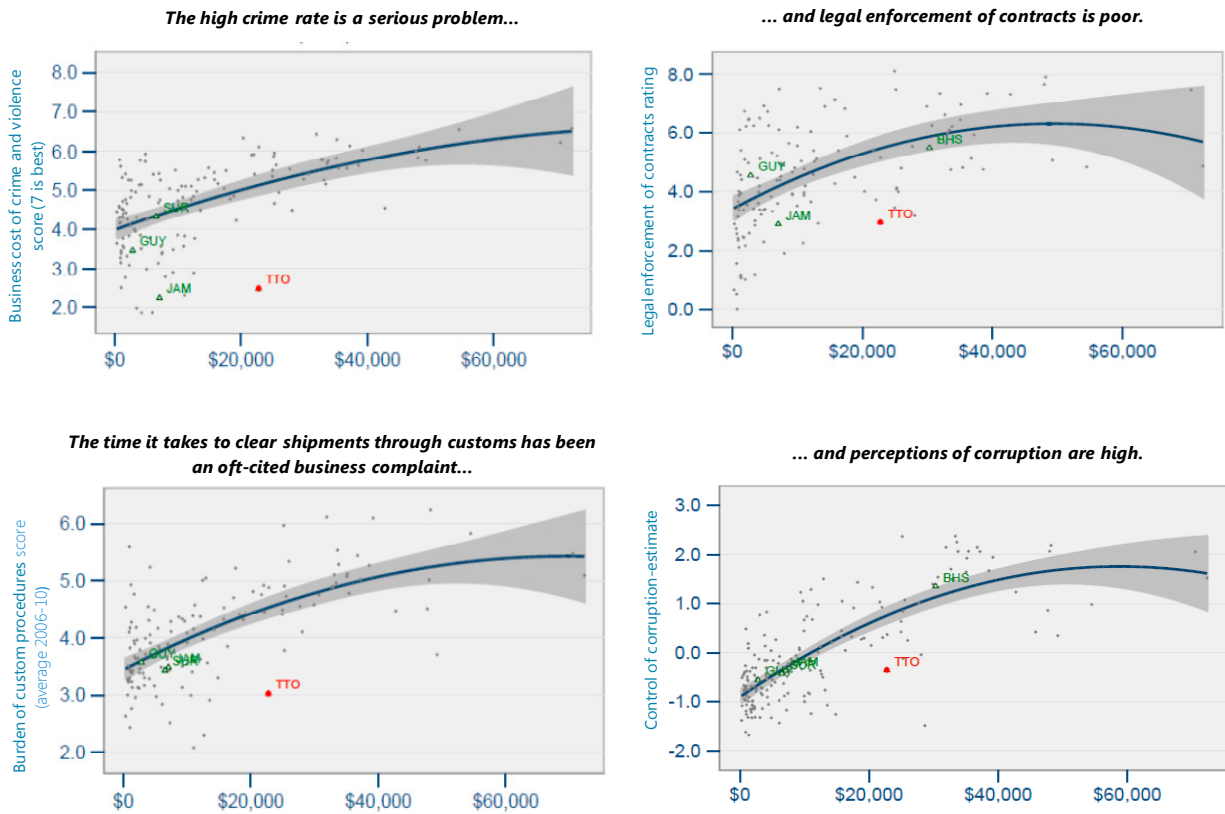 The high crime rate is a serious problem...
Business cost of crime and violence
score (7 is best)
8.0
7.0
6.0
5.0
4.0
3.0
2.0
SUR
GUY
JAM
TTO
$0
$20,000
$40,000
$60,000
... and legal enforcement of contracts is poor.
Legal enforcement of contracts rating
8.0
6.0
4.0
2.0
0.0
BHS
GUY
JAM
TTO
$0
$20,000
$40,000
$60,000
The time it takes to clear shipments through customs has been
an oft-cited business complaint...
Burden of custom procedures score
(average 2006-10)
6.0
5.0
4.0
3.0
2.0
GUY
JAM
SUR
TTO
$0
$20,000
$40,000
$60,000
... and perceptions of corruption are high.
Control of corruption-estimate
3.0
2.0
1.0
0.0
-1.0
-2.0
BHS
JAM
GUY
SUR
TTO
$0
$20,000
$40,000
$60,000